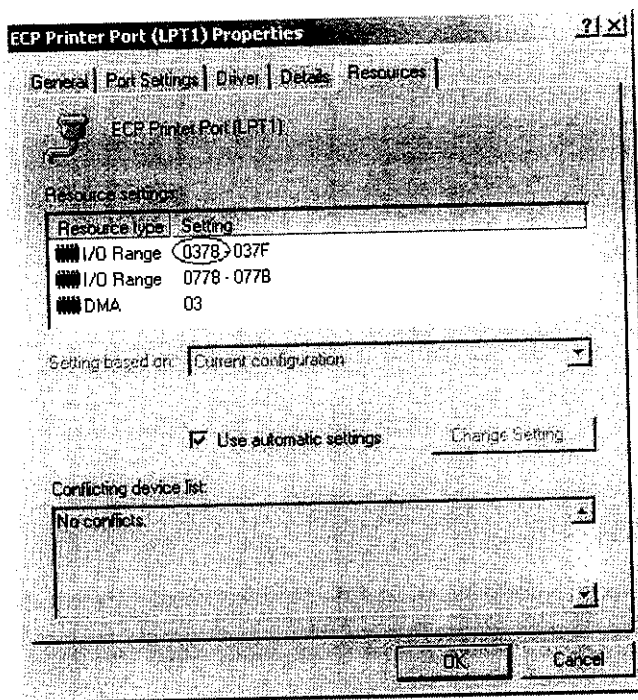 ECP Printer Port (LPT1) Properties ? X
General Port Settings Driver Details Resources
ECP Printer Port (LPT1)
Resource settings:
Resource type Setting
I/O Range 0378 - 037F
I/O Range 0778 - 077B
DMA 03
Setting based on: Current configuration
Use automatic settings Change Setting...
Conflicting device list:
No conflicts.
OK Cancel